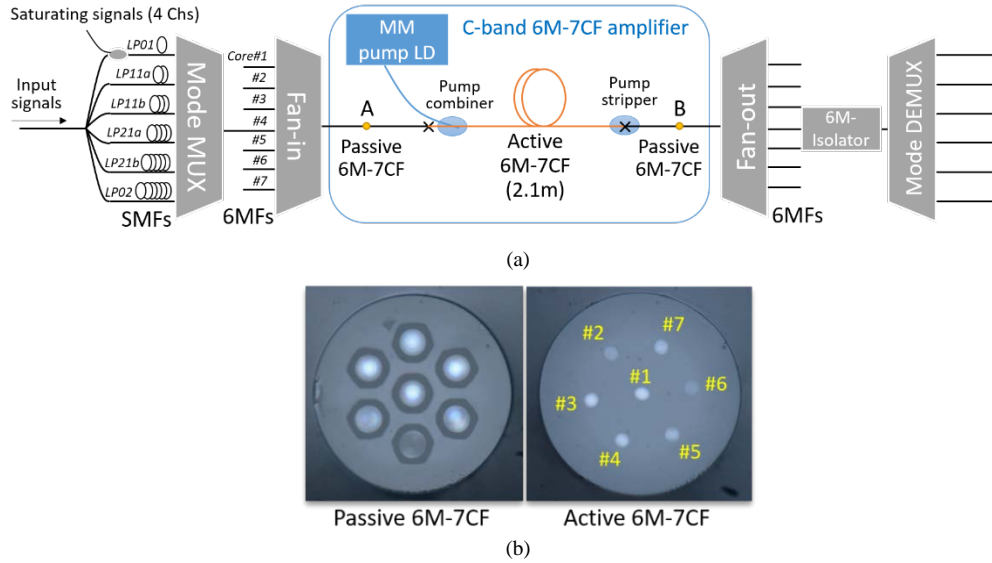 Saturating signals (4 Chs)
Input
signals
LP01
LP11a
LP11b
LP21a
LP21b
LP02
SMFs
Mode MUX
Core#1
#2
#3
#4
#5
#6
#7
6MFs
Fan-in
A
Passive
6M-7CF
C-band 6M-7CF amplifier
MM
pump LD
Pump
combiner
Active
6M-7CF
(2.1m)
Pump
stripper
B
Passive
6M-7CF
Fan-out
6MFs
6M-
Isolator
Mode DEMUX
(a)
#2
#7
#1
#6
#3
#4
#5
Passive 6M-7CF
Active 6M-7CF
(b)